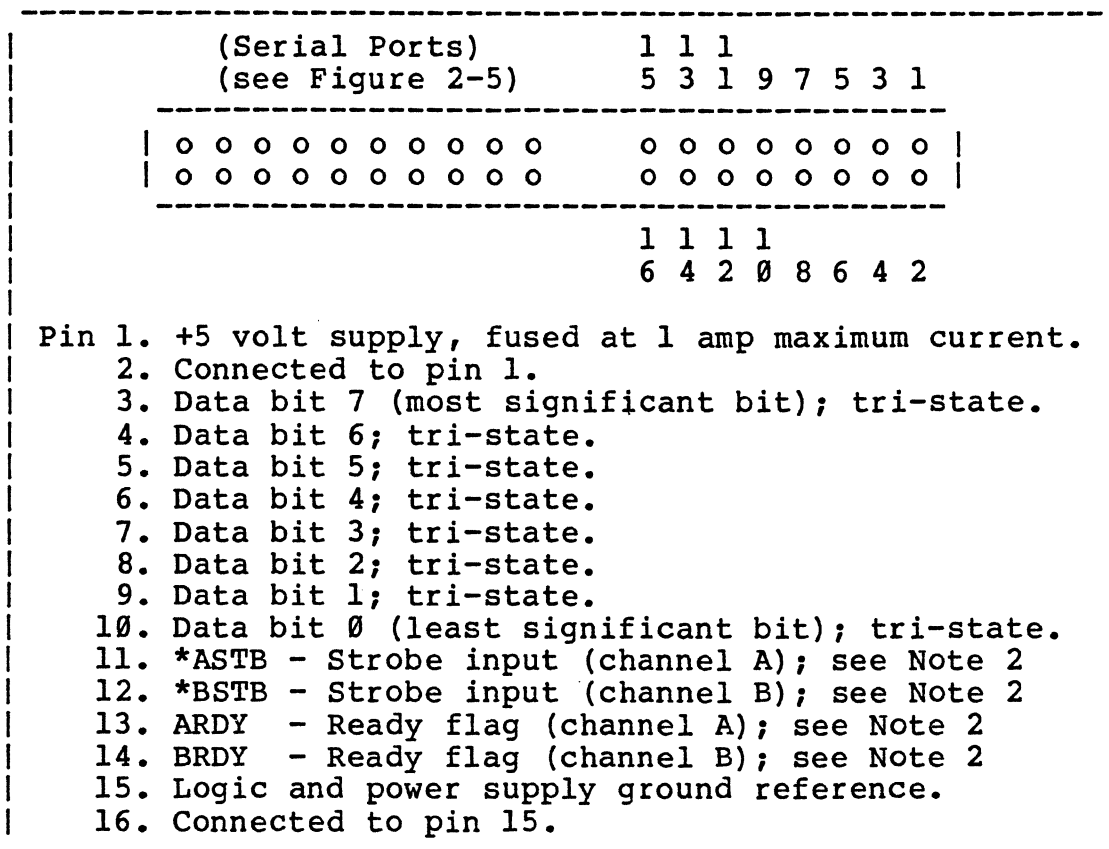 ----------------------------------------------------------
| (Serial Ports) 1 1 1
| (see Figure 2-5) 5 3 1 9 7 5 3 1
| ------------------------------------------
| | o o o o o o o o o o o o o o o o o o |
| | o o o o o o o o o o o o o o o o o o |
| ------------------------------------------
| 1 1 1 1
| 6 4 2 Ø 8 6 4 2
|
| Pin 1. +5 volt supply, fused at 1 amp maximum current.
| 2. Connected to pin 1.
| 3. Data bit 7 (most significant bit); tri-state.
| 4. Data bit 6; tri-state.
| 5. Data bit 5; tri-state.
| 6. Data bit 4; tri-state.
| 7. Data bit 3; tri-state.
| 8. Data bit 2; tri-state.
| 9. Data bit 1; tri-state.
| 1Ø. Data bit Ø (least significant bit); tri-state.
| 11. *ASTB - Strobe input (channel A); see Note 2
| 12. *BSTB - Strobe input (channel B); see Note 2
| 13. ARDY - Ready flag (channel A); see Note 2
| 14. BRDY - Ready flag (channel B); see Note 2
| 15. Logic and power supply ground reference.
| 16. Connected to pin 15.